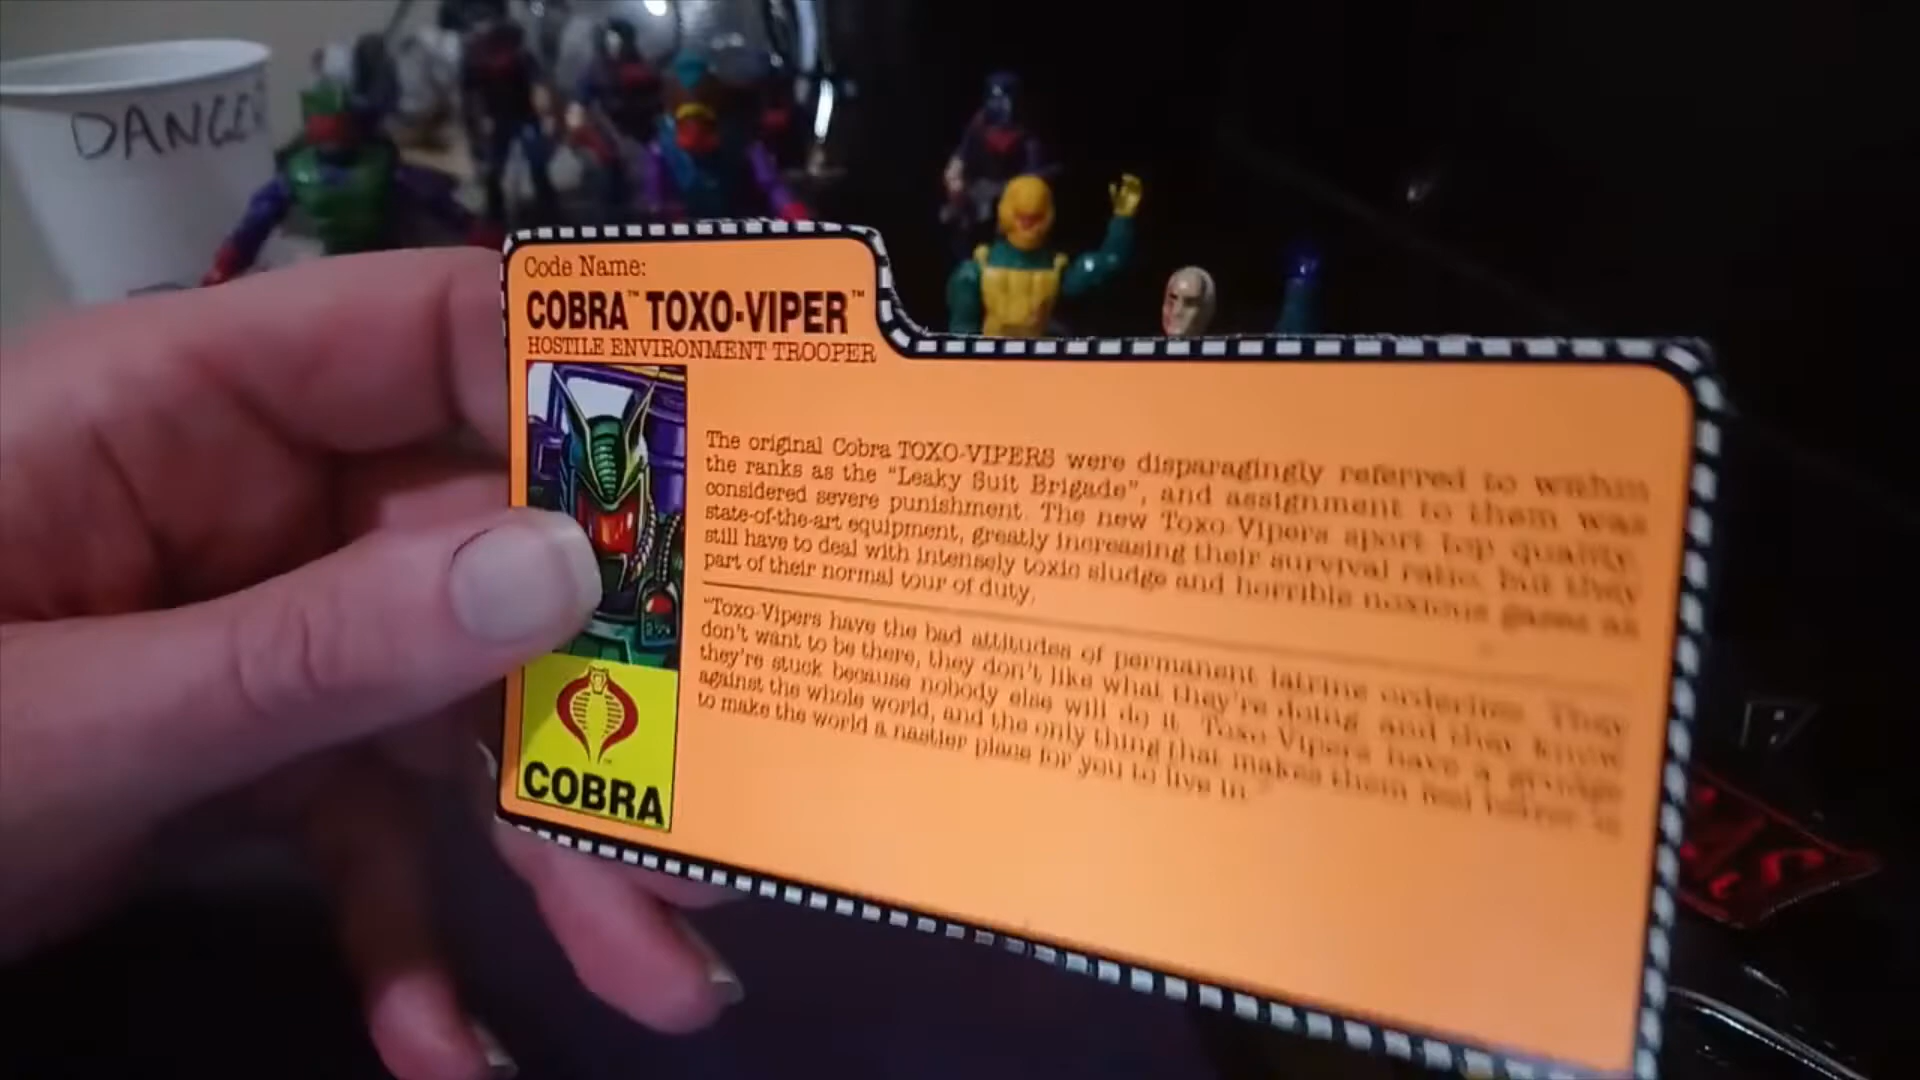 DANGER
Code Name:
COBRA™ TOXO-VIPER™
HOSTILE ENVIRONMENT TROOPER
The original Cobra TOXO-VIPERS were disparagingly referred to within
the ranks as the "Leaky Suit Brigade", and assignment to them was
considered severe punishment. The new Toxo-Vipers sport top quality,
state-of-the-art equipment, greatly increasing their survival ratio, but they
still have to deal with intensely toxic sludge and horrible noxious gases as
part of their normal tour of duty.
"Toxo-Vipers have the bad attitudes of permanent latrine orderlies. They
don't want to be there, they don't like what they're doing and they know
they're stuck because nobody else will do it. Toxo-Vipers have a grudge
against the whole world, and the only thing that makes them feel better is
to make the world a nastier place for you to live in.
COBRA